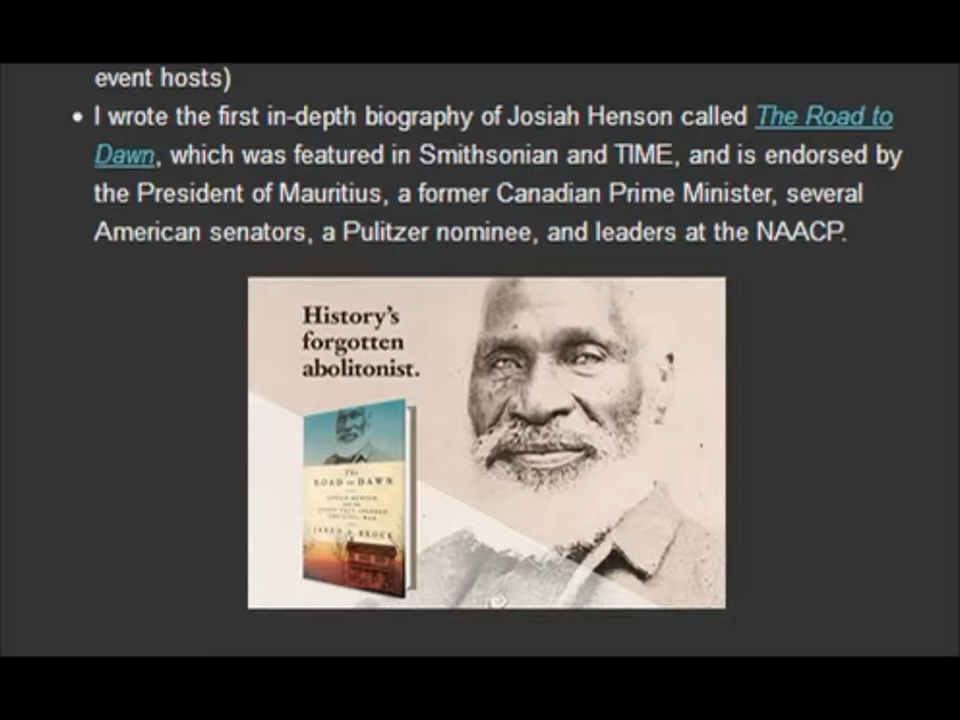 event hosts)
• I wrote the first in-depth biography of Josiah Henson called The Road to
Dawn, which was featured in Smithsonian and TIME, and is endorsed by
the President of Mauritius, a former Canadian Prime Minister, several
American senators, a Pulitzer nominee, and leaders at the NAACP.
History's
forgotten
abolitonist.
The
ROAD to DAWN
JOSIAH HENSON
JARED A. BROCK